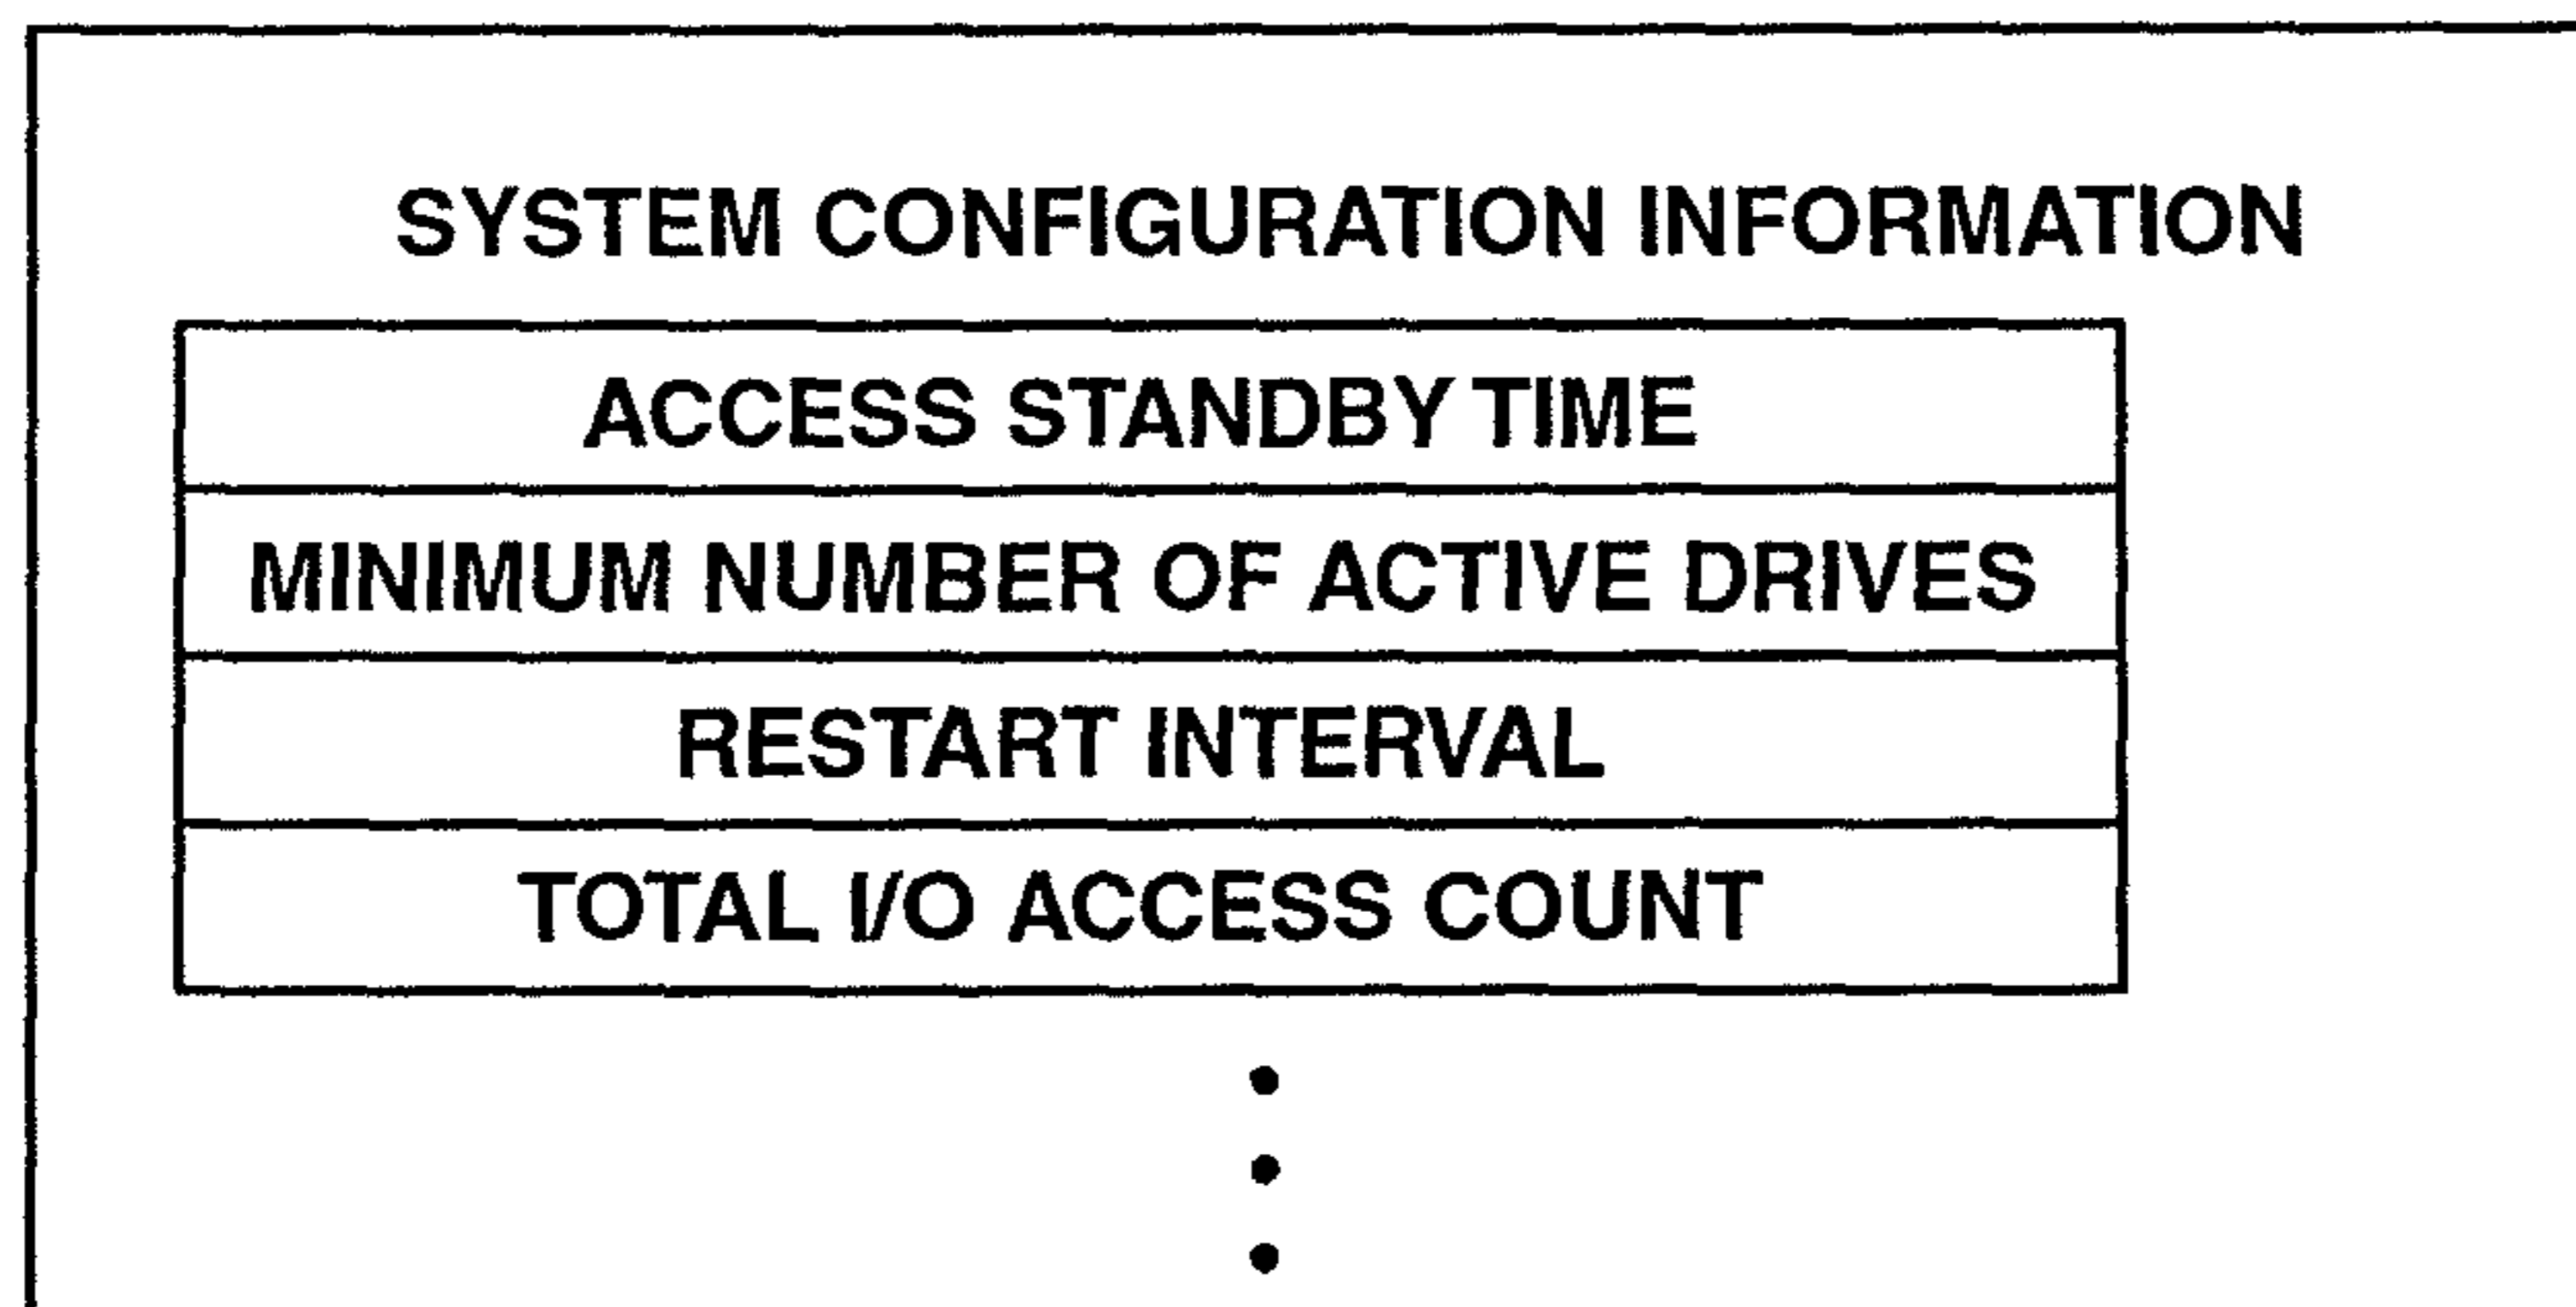 SYSTEM CONFIGURATION INFORMATION
ACCESS STANDBY TIME
MINIMUM NUMBER OF ACTIVE DRIVES
RESTART INTERVAL
TOTAL I/O ACCESS COUNT